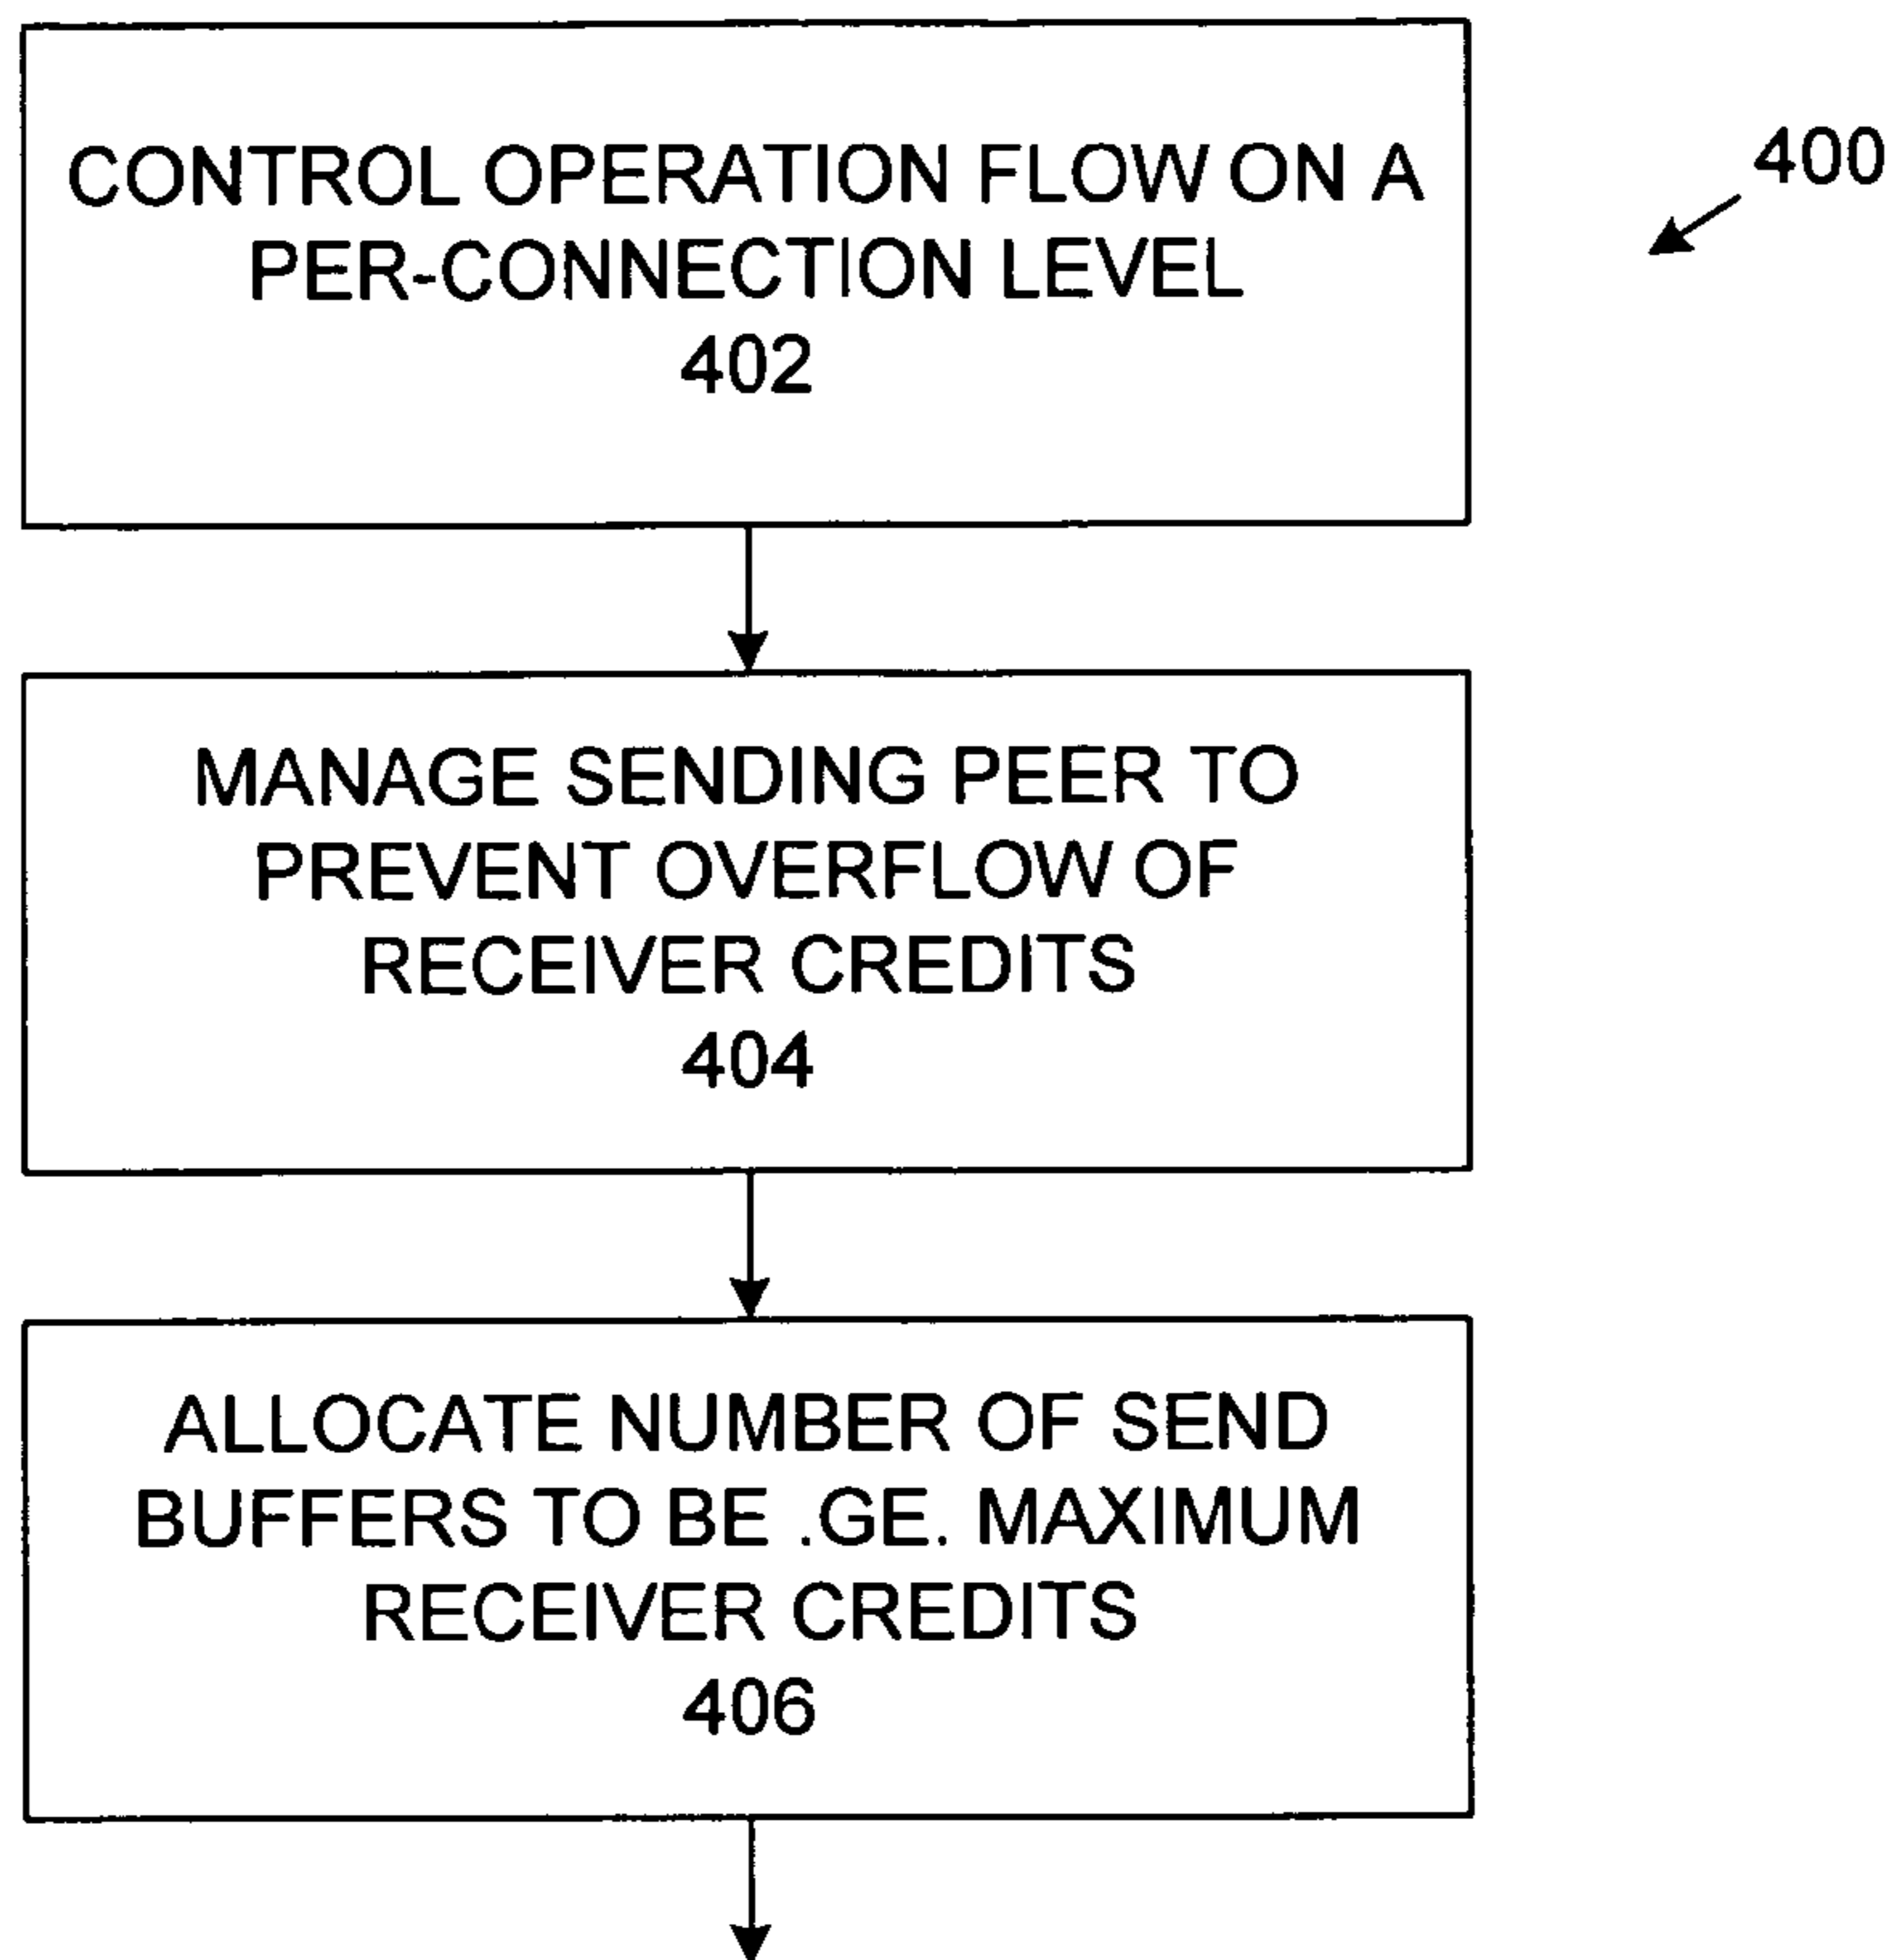 CONTROL OPERATION FLOW ON A
PER-CONNECTION LEVEL
402
400
MANAGE SENDING PEER TO
PREVENT OVERFLOW OF
RECEIVER CREDITS
404
ALLOCATE NUMBER OF SEND
BUFFERS TO BE .GE. MAXIMUM
RECEIVER CREDITS
406